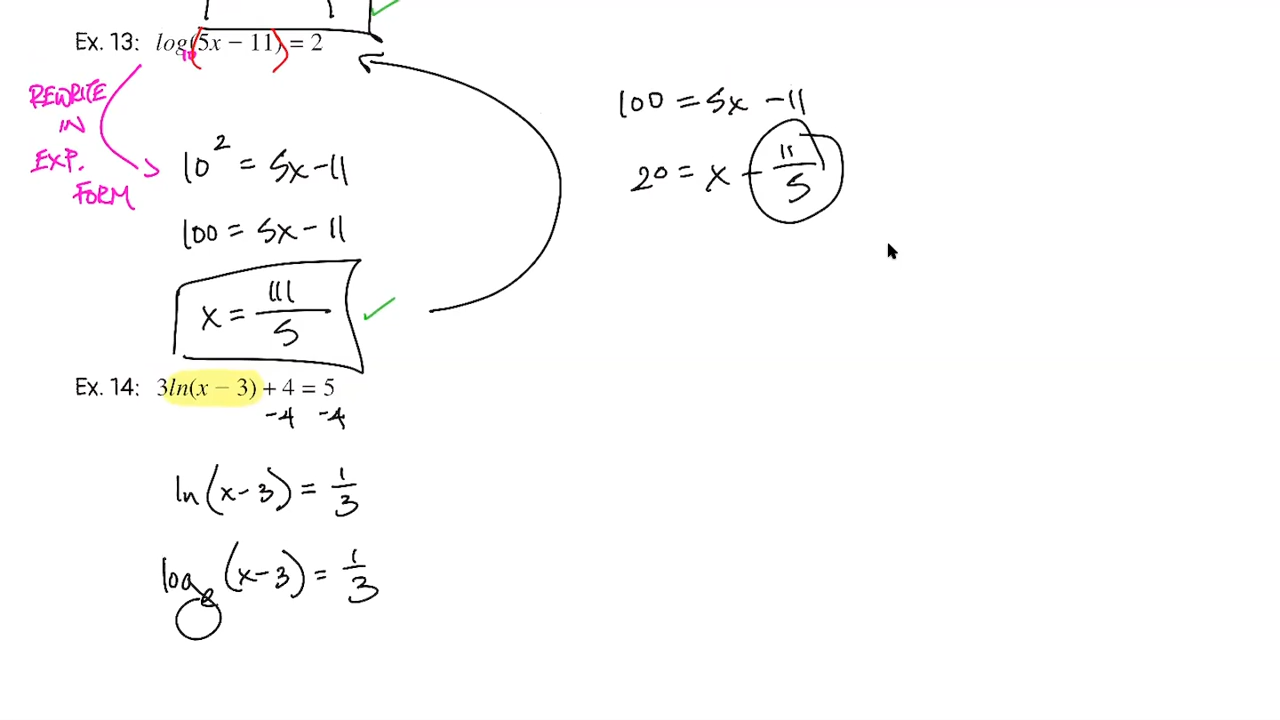 Ex. 13: log₁₀(5x − 11) = 2
REWRITE
IN
EXP.
FORM
10² = 5x − 11
100 = 5x − 11
x = 111/5 ✓
100 = 5x − 11
20 = x − 11/5
Ex. 14: 3ln(x − 3) + 4 = 5
−4 −4
ln(x − 3) = 1/3
logₑ(x − 3) = 1/3